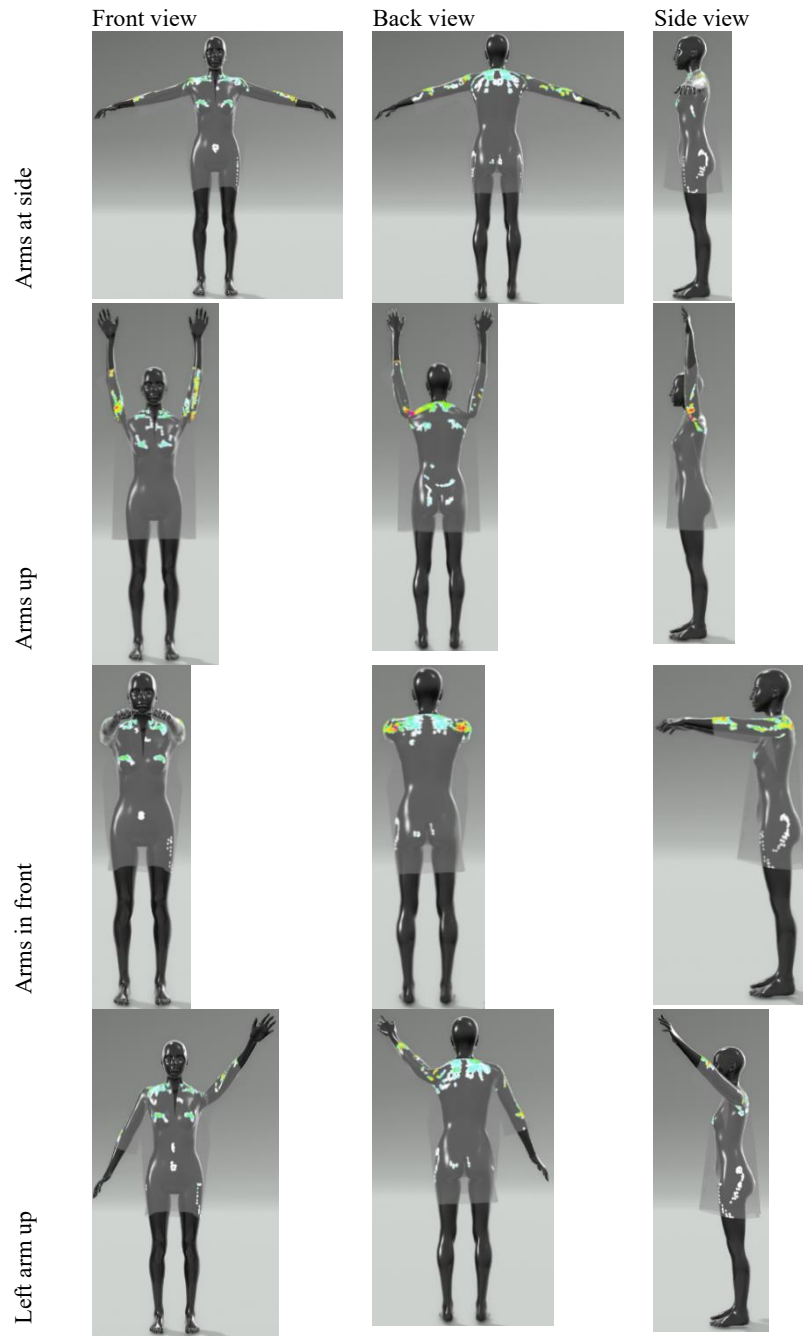 Front view
Back view
Side view
Arms at side
Arms up
Arms in front
Left arm up